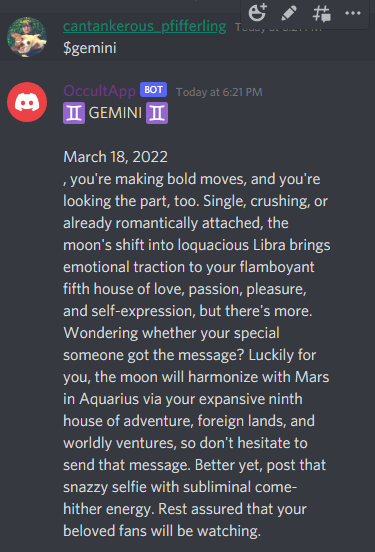 cantankerous_pfifferling Today at 6:21 PM
$gemini
OccultApp BOT Today at 6:21 PM
♊ GEMINI ♊
March 18, 2022
, you're making bold moves, and you're
looking the part, too. Single, crushing, or
already romantically attached, the
moon's shift into loquacious Libra brings
emotional traction to your flamboyant
fifth house of love, passion, pleasure,
and self-expression, but there's more.
Wondering whether your special
someone got the message? Luckily for
you, the moon will harmonize with Mars
in Aquarius via your expansive ninth
house of adventure, foreign lands, and
worldly ventures, so don't hesitate to
send that message. Better yet, post that
snazzy selfie with subliminal come-
hither energy. Rest assured that your
beloved fans will be watching.